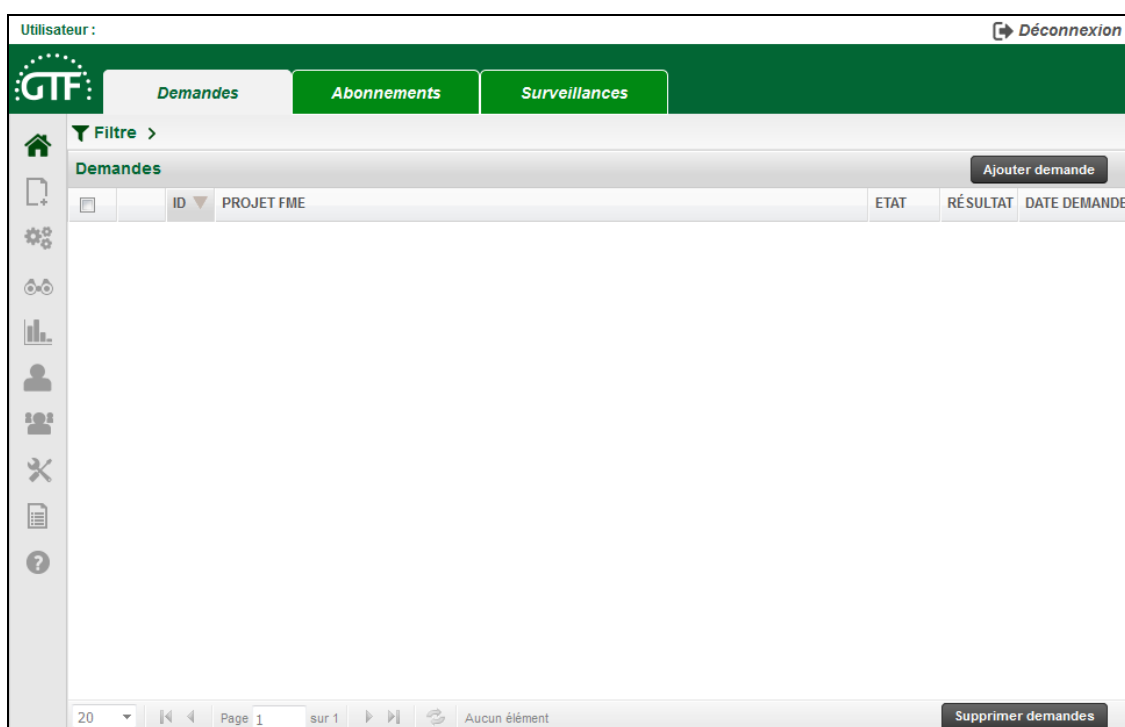 Utilisateur :
Déconnexion
GTF
Demandes
Abonnements
Surveillances
Filtre >
Demandes
Ajouter demande
ID
PROJET FME
ETAT
RÉSULTAT
DATE DEMANDE
20
Page 1 sur 1
Aucun élément
Supprimer demandes